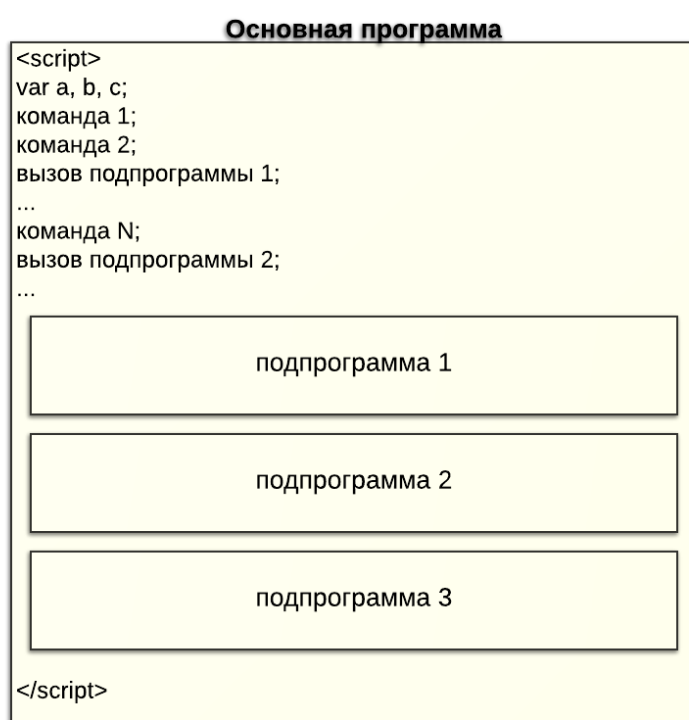 Основная программа
<script>
var a, b, c;
команда 1;
команда 2;
вызов подпрограммы 1;
...
команда N;
вызов подпрограммы 2;
...
подпрограмма 1
подпрограмма 2
подпрограмма 3
</script>